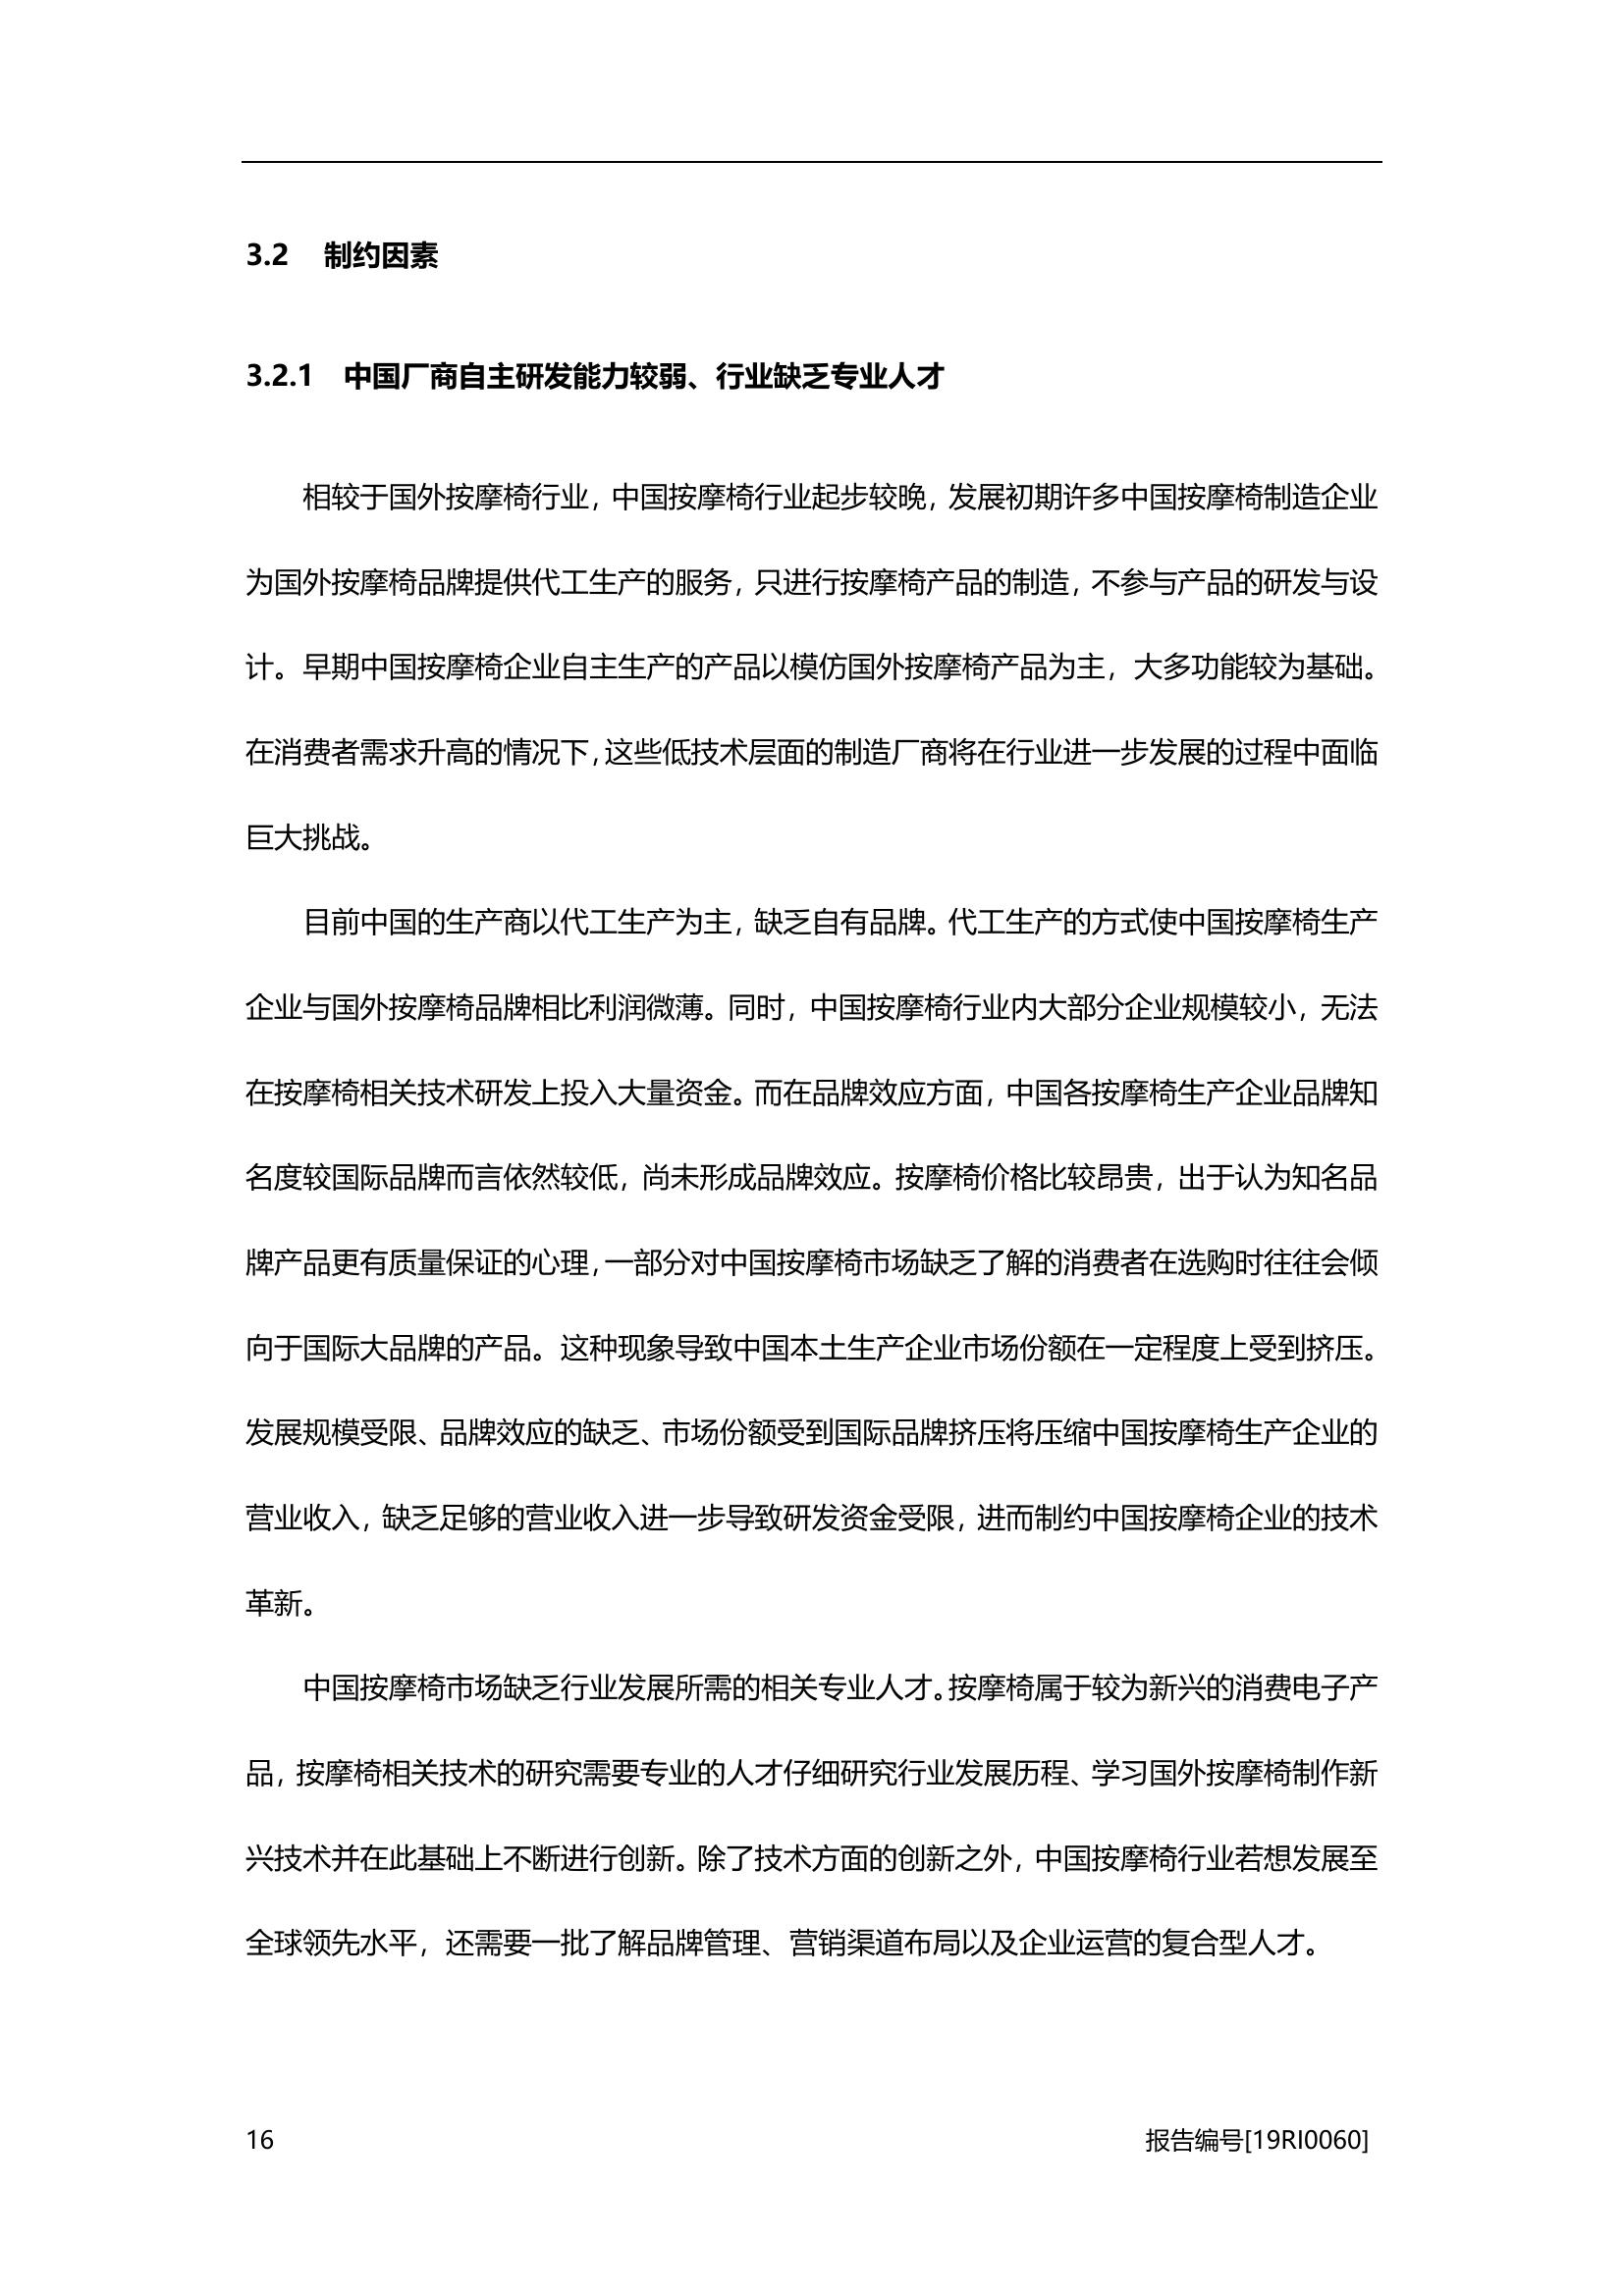 3.2 制约因素
3.2.1 中国厂商自主研发能力较弱、行业缺乏专业人才
相较于国外按摩椅行业，中国按摩椅行业起步较晚，发展初期许多中国按摩椅制造企业
为国外按摩椅品牌提供代工生产的服务，只进行按摩椅产品的制造，不参与产品的研发与设
计。早期中国按摩椅企业自主生产的产品以模仿国外按摩椅产品为主，大多功能较为基础。
在消费者需求升高的情况下，这些低技术层面的制造厂商将在行业进一步发展的过程中面临
巨大挑战。
目前中国的生产商以代工生产为主，缺乏自有品牌。代工生产的方式使中国按摩椅生产
企业与国外按摩椅品牌相比利润微薄。同时，中国按摩椅行业内大部分企业规模较小，无法
在按摩椅相关技术研发上投入大量资金。而在品牌效应方面，中国各按摩椅生产企业品牌知
名度较国际品牌而言依然较低，尚未形成品牌效应。按摩椅价格比较昂贵，出于认为知名品
牌产品更有质量保证的心理，一部分对中国按摩椅市场缺乏了解的消费者在选购时往往会倾
向于国际大品牌的产品。这种现象导致中国本土生产企业市场份额在一定程度上受到挤压。
发展规模受限、品牌效应的缺乏、市场份额受到国际品牌挤压将压缩中国按摩椅生产企业的
营业收入，缺乏足够的营业收入进一步导致研发资金受限，进而制约中国按摩椅企业的技术
革新。
中国按摩椅市场缺乏行业发展所需的相关专业人才。按摩椅属于较为新兴的消费电子产
品，按摩椅相关技术的研究需要专业的人才仔细研究行业发展历程、学习国外按摩椅制作新
兴技术并在此基础上不断进行创新。除了技术方面的创新之外，中国按摩椅行业若想发展至
全球领先水平，还需要一批了解品牌管理、营销渠道布局以及企业运营的复合型人才。
16 报告编号[19RI0060]